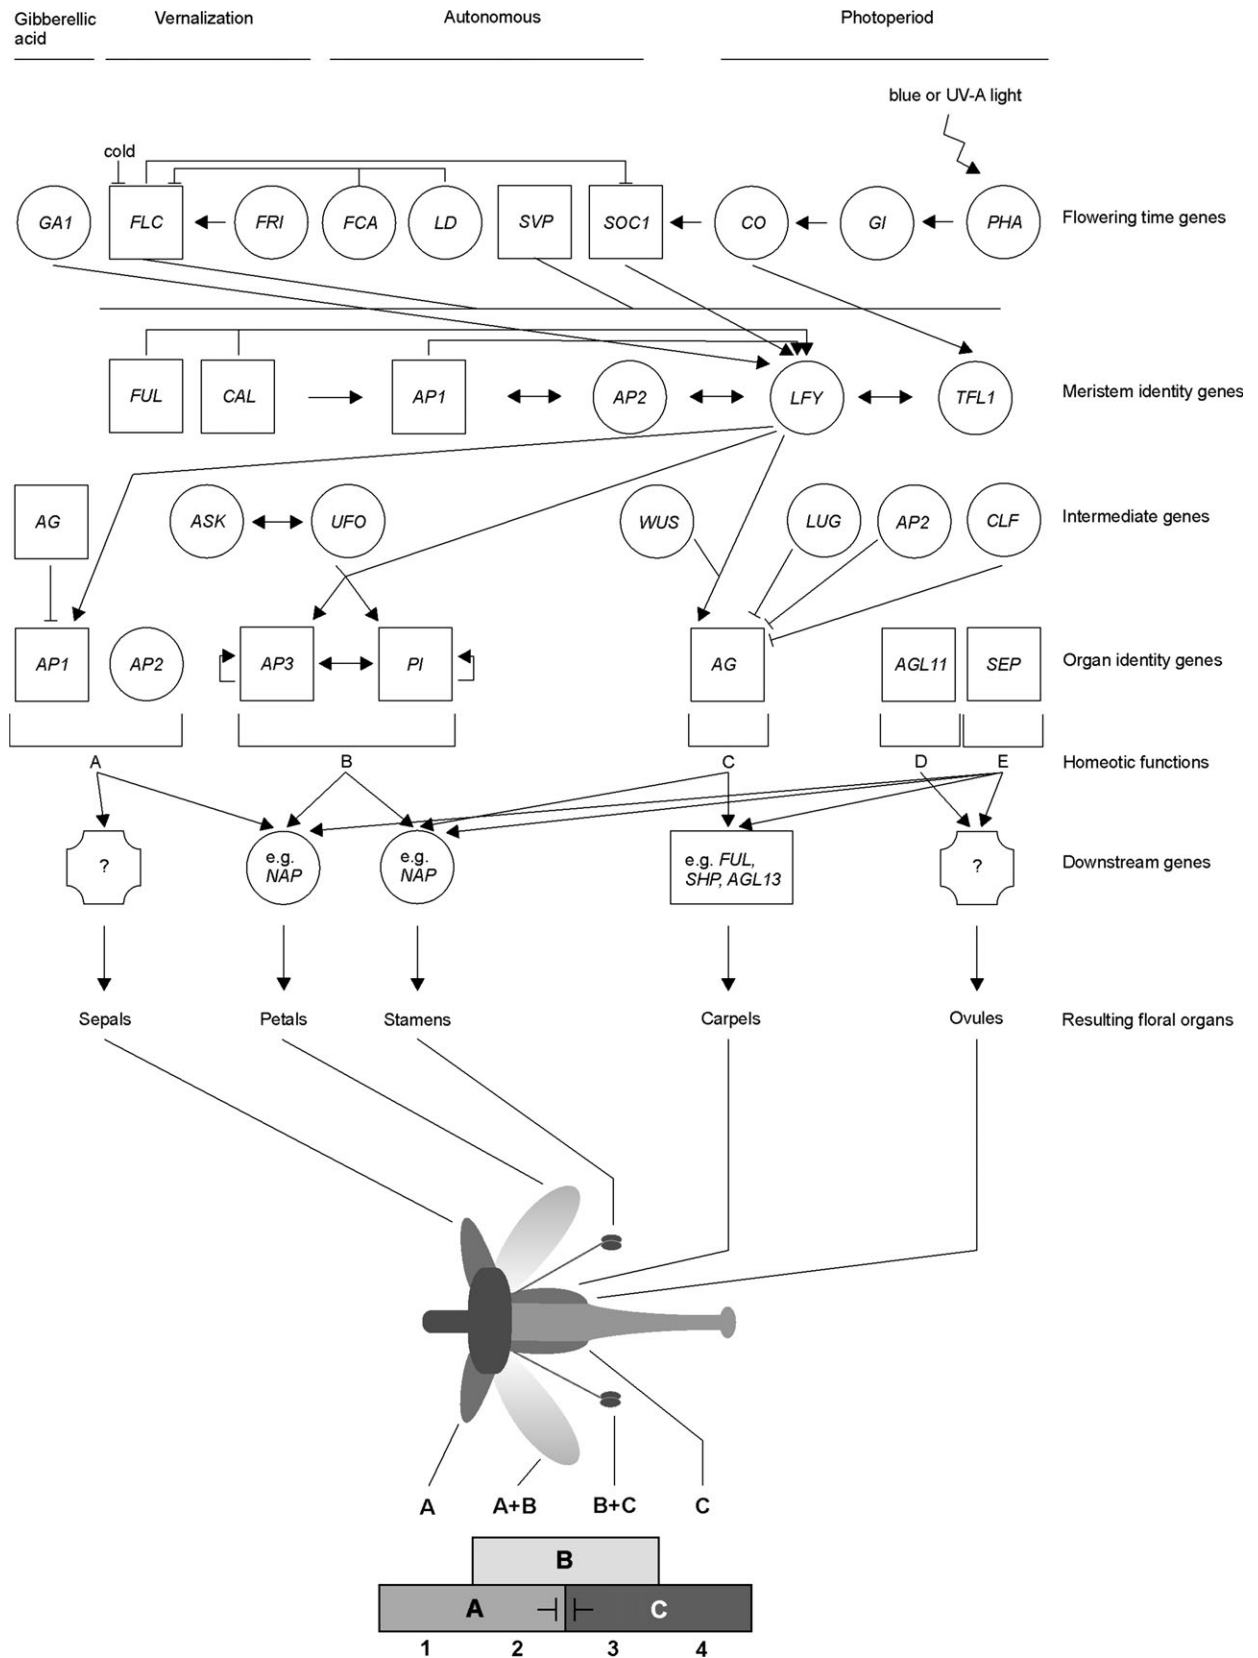 Gibberellic
acid
Vernalization
Autonomous
Photoperiod
blue or UV-A light
cold
GA1
FLC
FRI
FCA
LD
SVP
SOC1
CO
GI
PHA
Flowering time genes
FUL
CAL
AP1
AP2
LFY
TFL1
Meristem identity genes
AG
ASK
UFO
WUS
LUG
AP2
CLF
Intermediate genes
AP1
AP2
AP3
PI
AG
AGL11
SEP
Organ identity genes
A
B
C
D
E
Homeotic functions
?
e.g.
NAP
e.g.
NAP
e.g. FUL,
SHP, AGL13
?
Downstream genes
Sepals
Petals
Stamens
Carpels
Ovules
Resulting floral organs
A
A+B
B+C
C
B
A
C
1
2
3
4